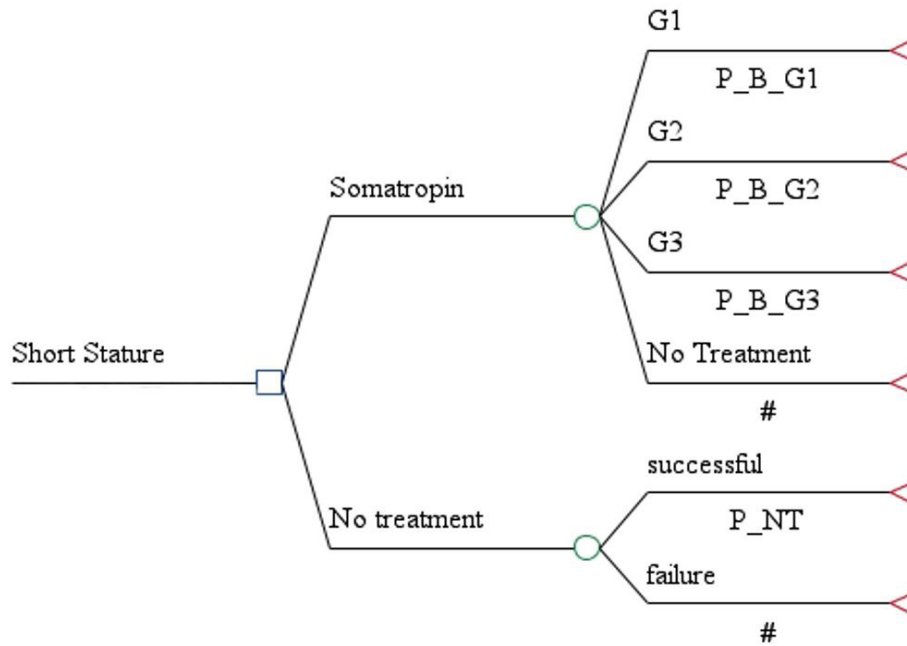 G1
P_B_G1
G2
P_B_G2
Somatropin
G3
P_B_G3
Short Stature
No Treatment
#
successful
P_NT
No treatment
failure
#